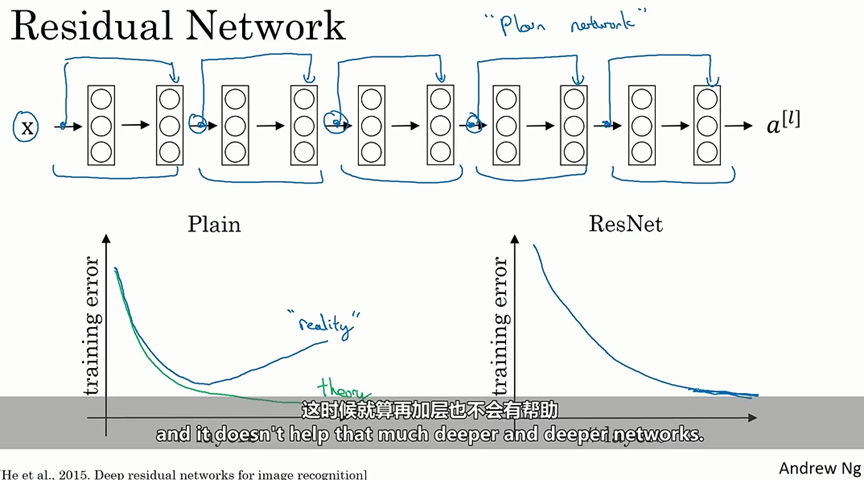 Residual Network
"Plain network"
x
a[l]
Plain
ResNet
training error
"reality"
theory
training error
这时候就算再加层也不会有帮助
and it doesn't help that much deeper and deeper networks.
He et al., 2015. Deep residual networks for image recognition]
Andrew Ng